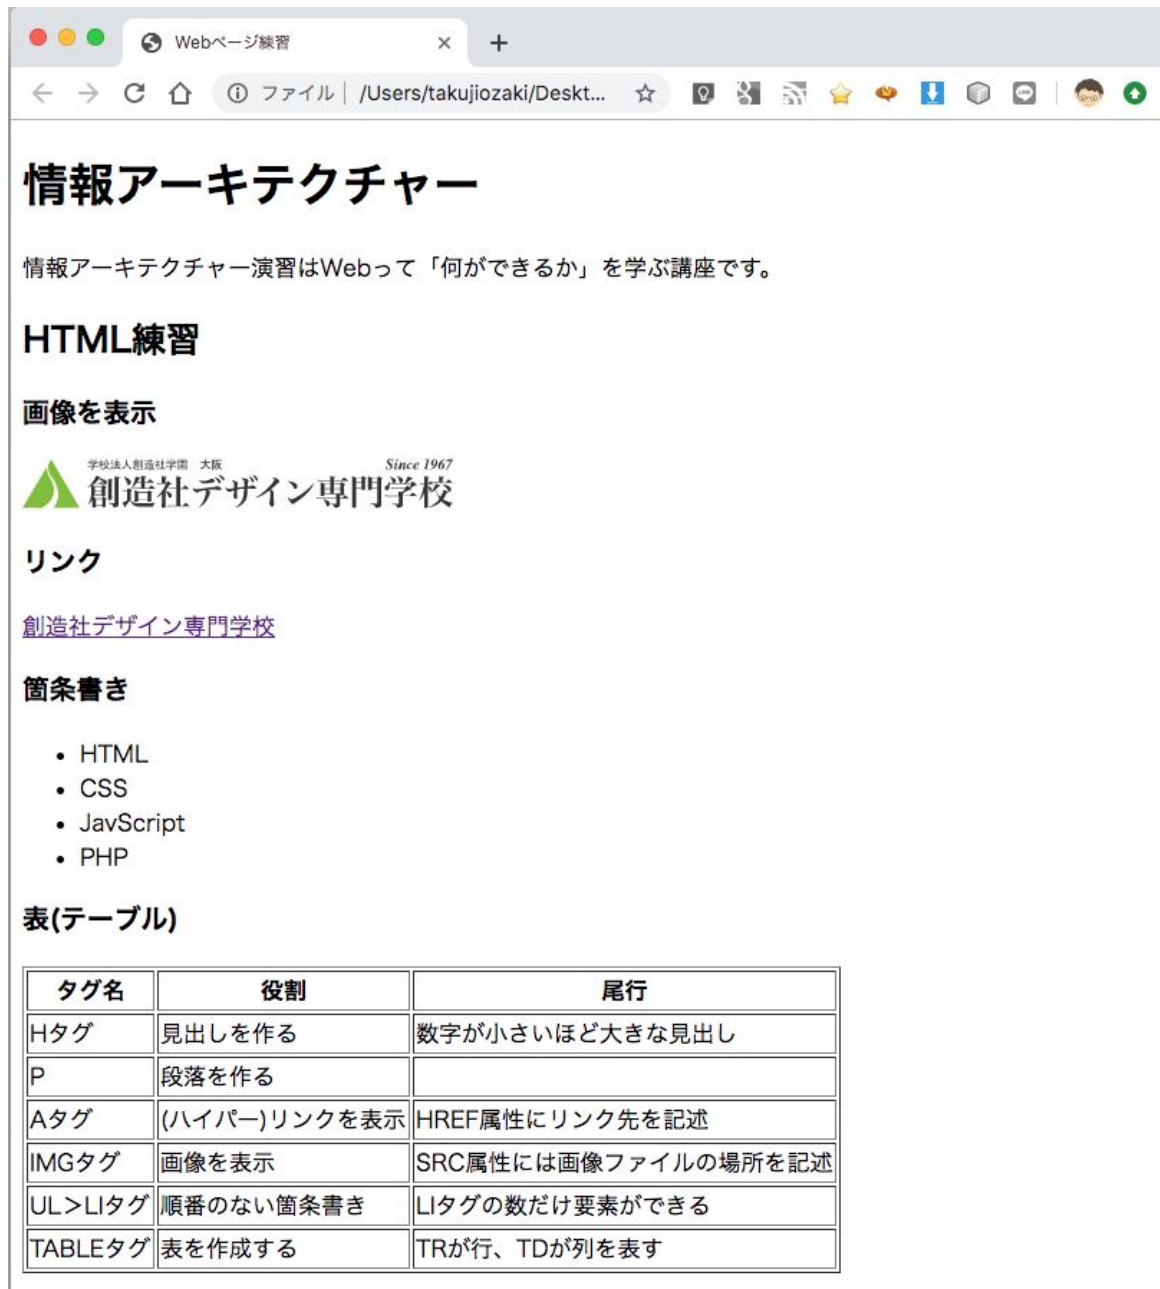 Webページ練習
ファイル | /Users/takujiozaki/Deskt...
情報アーキテクチャー
情報アーキテクチャー演習はWebって「何ができるか」を学ぶ講座です。
HTML練習
画像を表示
学校法人創造社学園 大阪 Since 1967
創造社デザイン専門学校
リンク
創造社デザイン専門学校
箇条書き
• HTML
• CSS
• JavScript
• PHP
表(テーブル)
タグ名 役割 尾行
Hタグ 見出しを作る 数字が小さいほど大きな見出し
P 段落を作る
Aタグ (ハイパー)リンクを表示 HREF属性にリンク先を記述
IMGタグ 画像を表示 SRC属性には画像ファイルの場所を記述
UL＞LIタグ 順番のない箇条書き LIタグの数だけ要素ができる
TABLEタグ 表を作成する TRが行、TDが列を表す